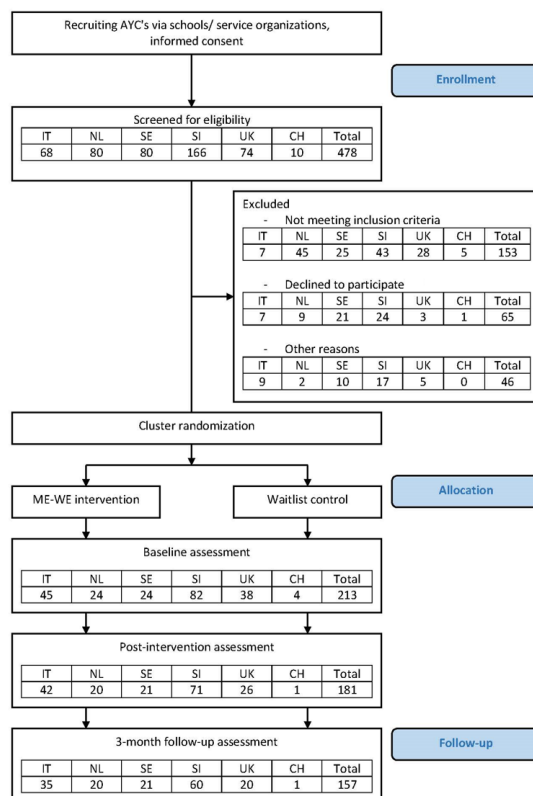 Recruiting AYC's via schools/ service organizations,
informed consent
Enrollment
Screened for eligibility
IT NL SE SI UK CH Total
68 80 80 166 74 10 478
Excluded
- Not meeting inclusion criteria
IT NL SE SI UK CH Total
7 45 25 43 28 5 153
- Declined to participate
IT NL SE SI UK CH Total
7 9 21 24 3 1 65
- Other reasons
IT NL SE SI UK CH Total
9 2 10 17 5 0 46
Cluster randomization
ME-WE intervention
Waitlist control
Allocation
Baseline assessment
IT NL SE SI UK CH Total
45 24 24 82 38 4 213
Post-intervention assessment
IT NL SE SI UK CH Total
42 20 21 71 26 1 181
3-month follow-up assessment
Follow-up
IT NL SE SI UK CH Total
35 20 21 60 20 1 157